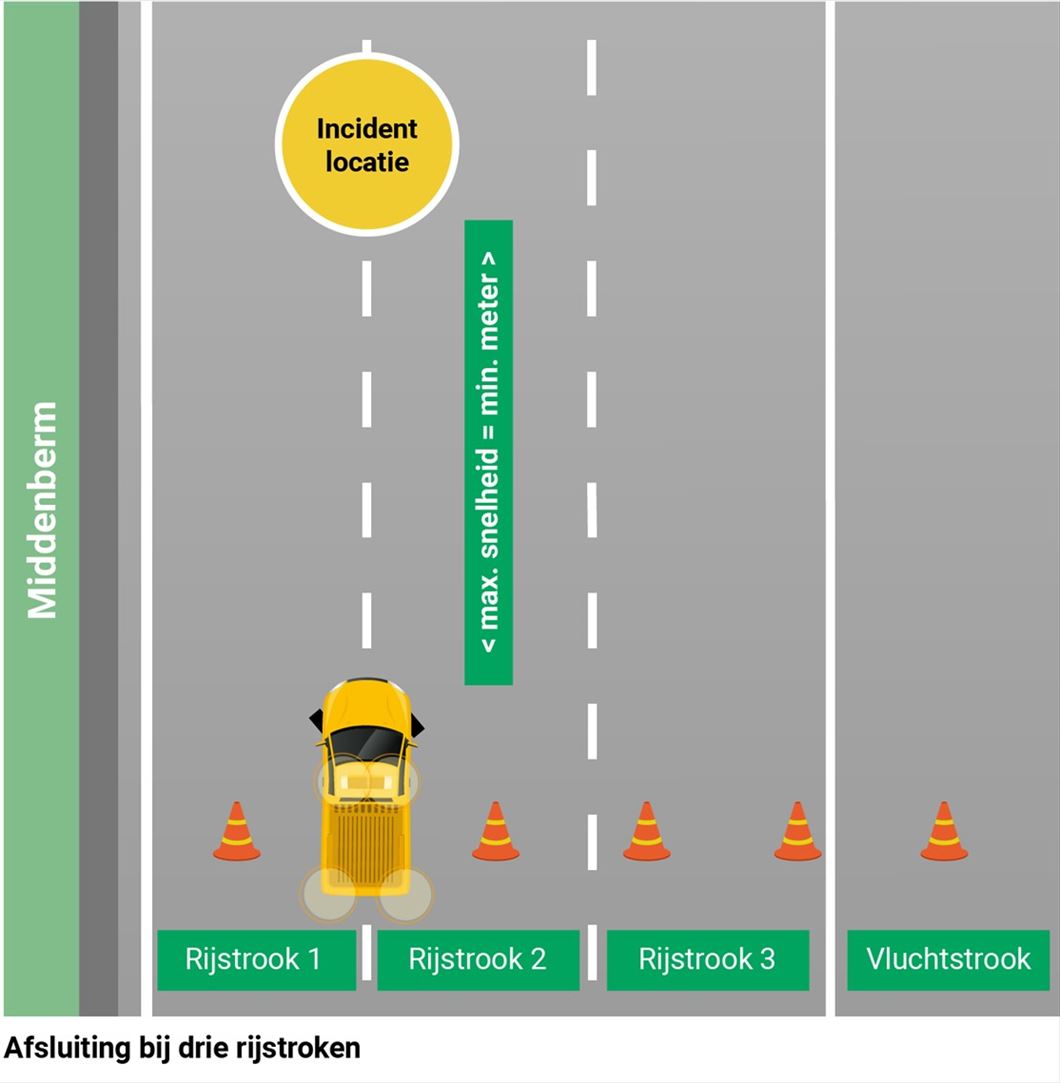 Incident
locatie
< max. snelheid = min. meter >
Middenberm
Rijstrook 1
Rijstrook 2
Rijstrook 3
Vluchtstrook
Afsluiting bij drie rijstroken